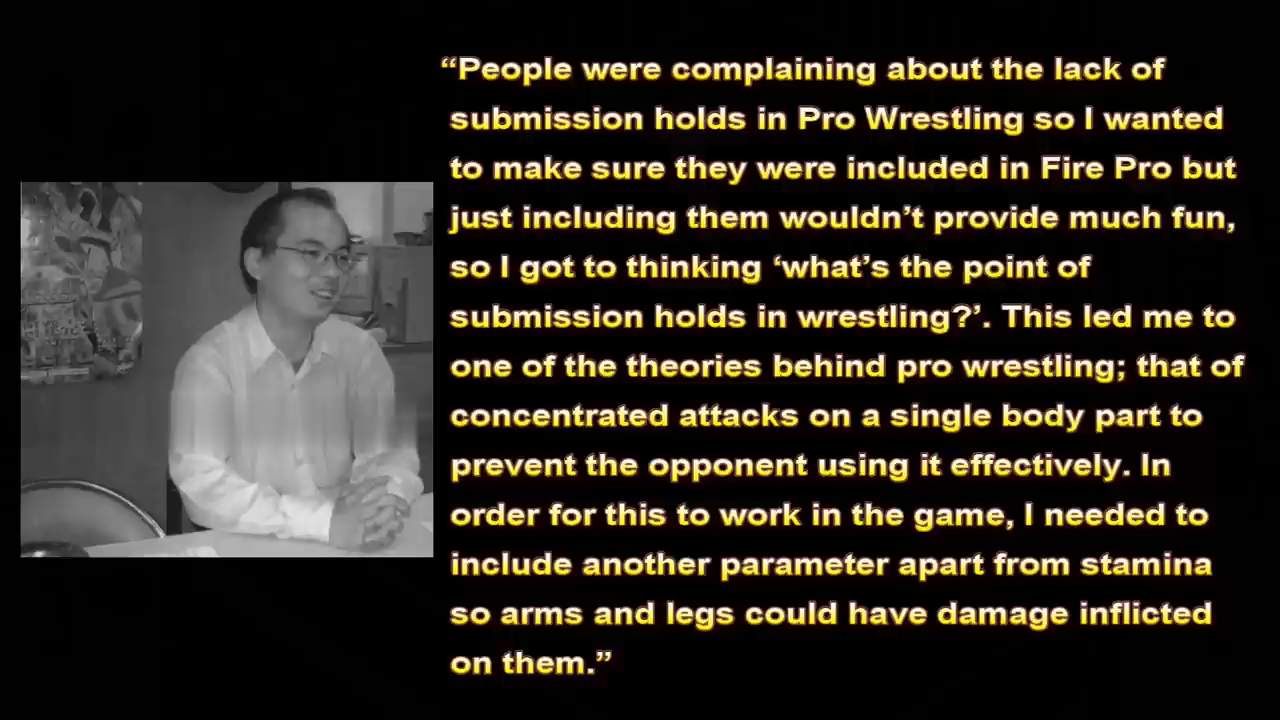 “People were complaining about the lack of
submission holds in Pro Wrestling so I wanted
to make sure they were included in Fire Pro but
just including them wouldn’t provide much fun,
so I got to thinking ‘what’s the point of
submission holds in wrestling?’. This led me to
one of the theories behind pro wrestling; that of
concentrated attacks on a single body part to
prevent the opponent using it effectively. In
order for this to work in the game, I needed to
include another parameter apart from stamina
so arms and legs could have damage inflicted
on them.”